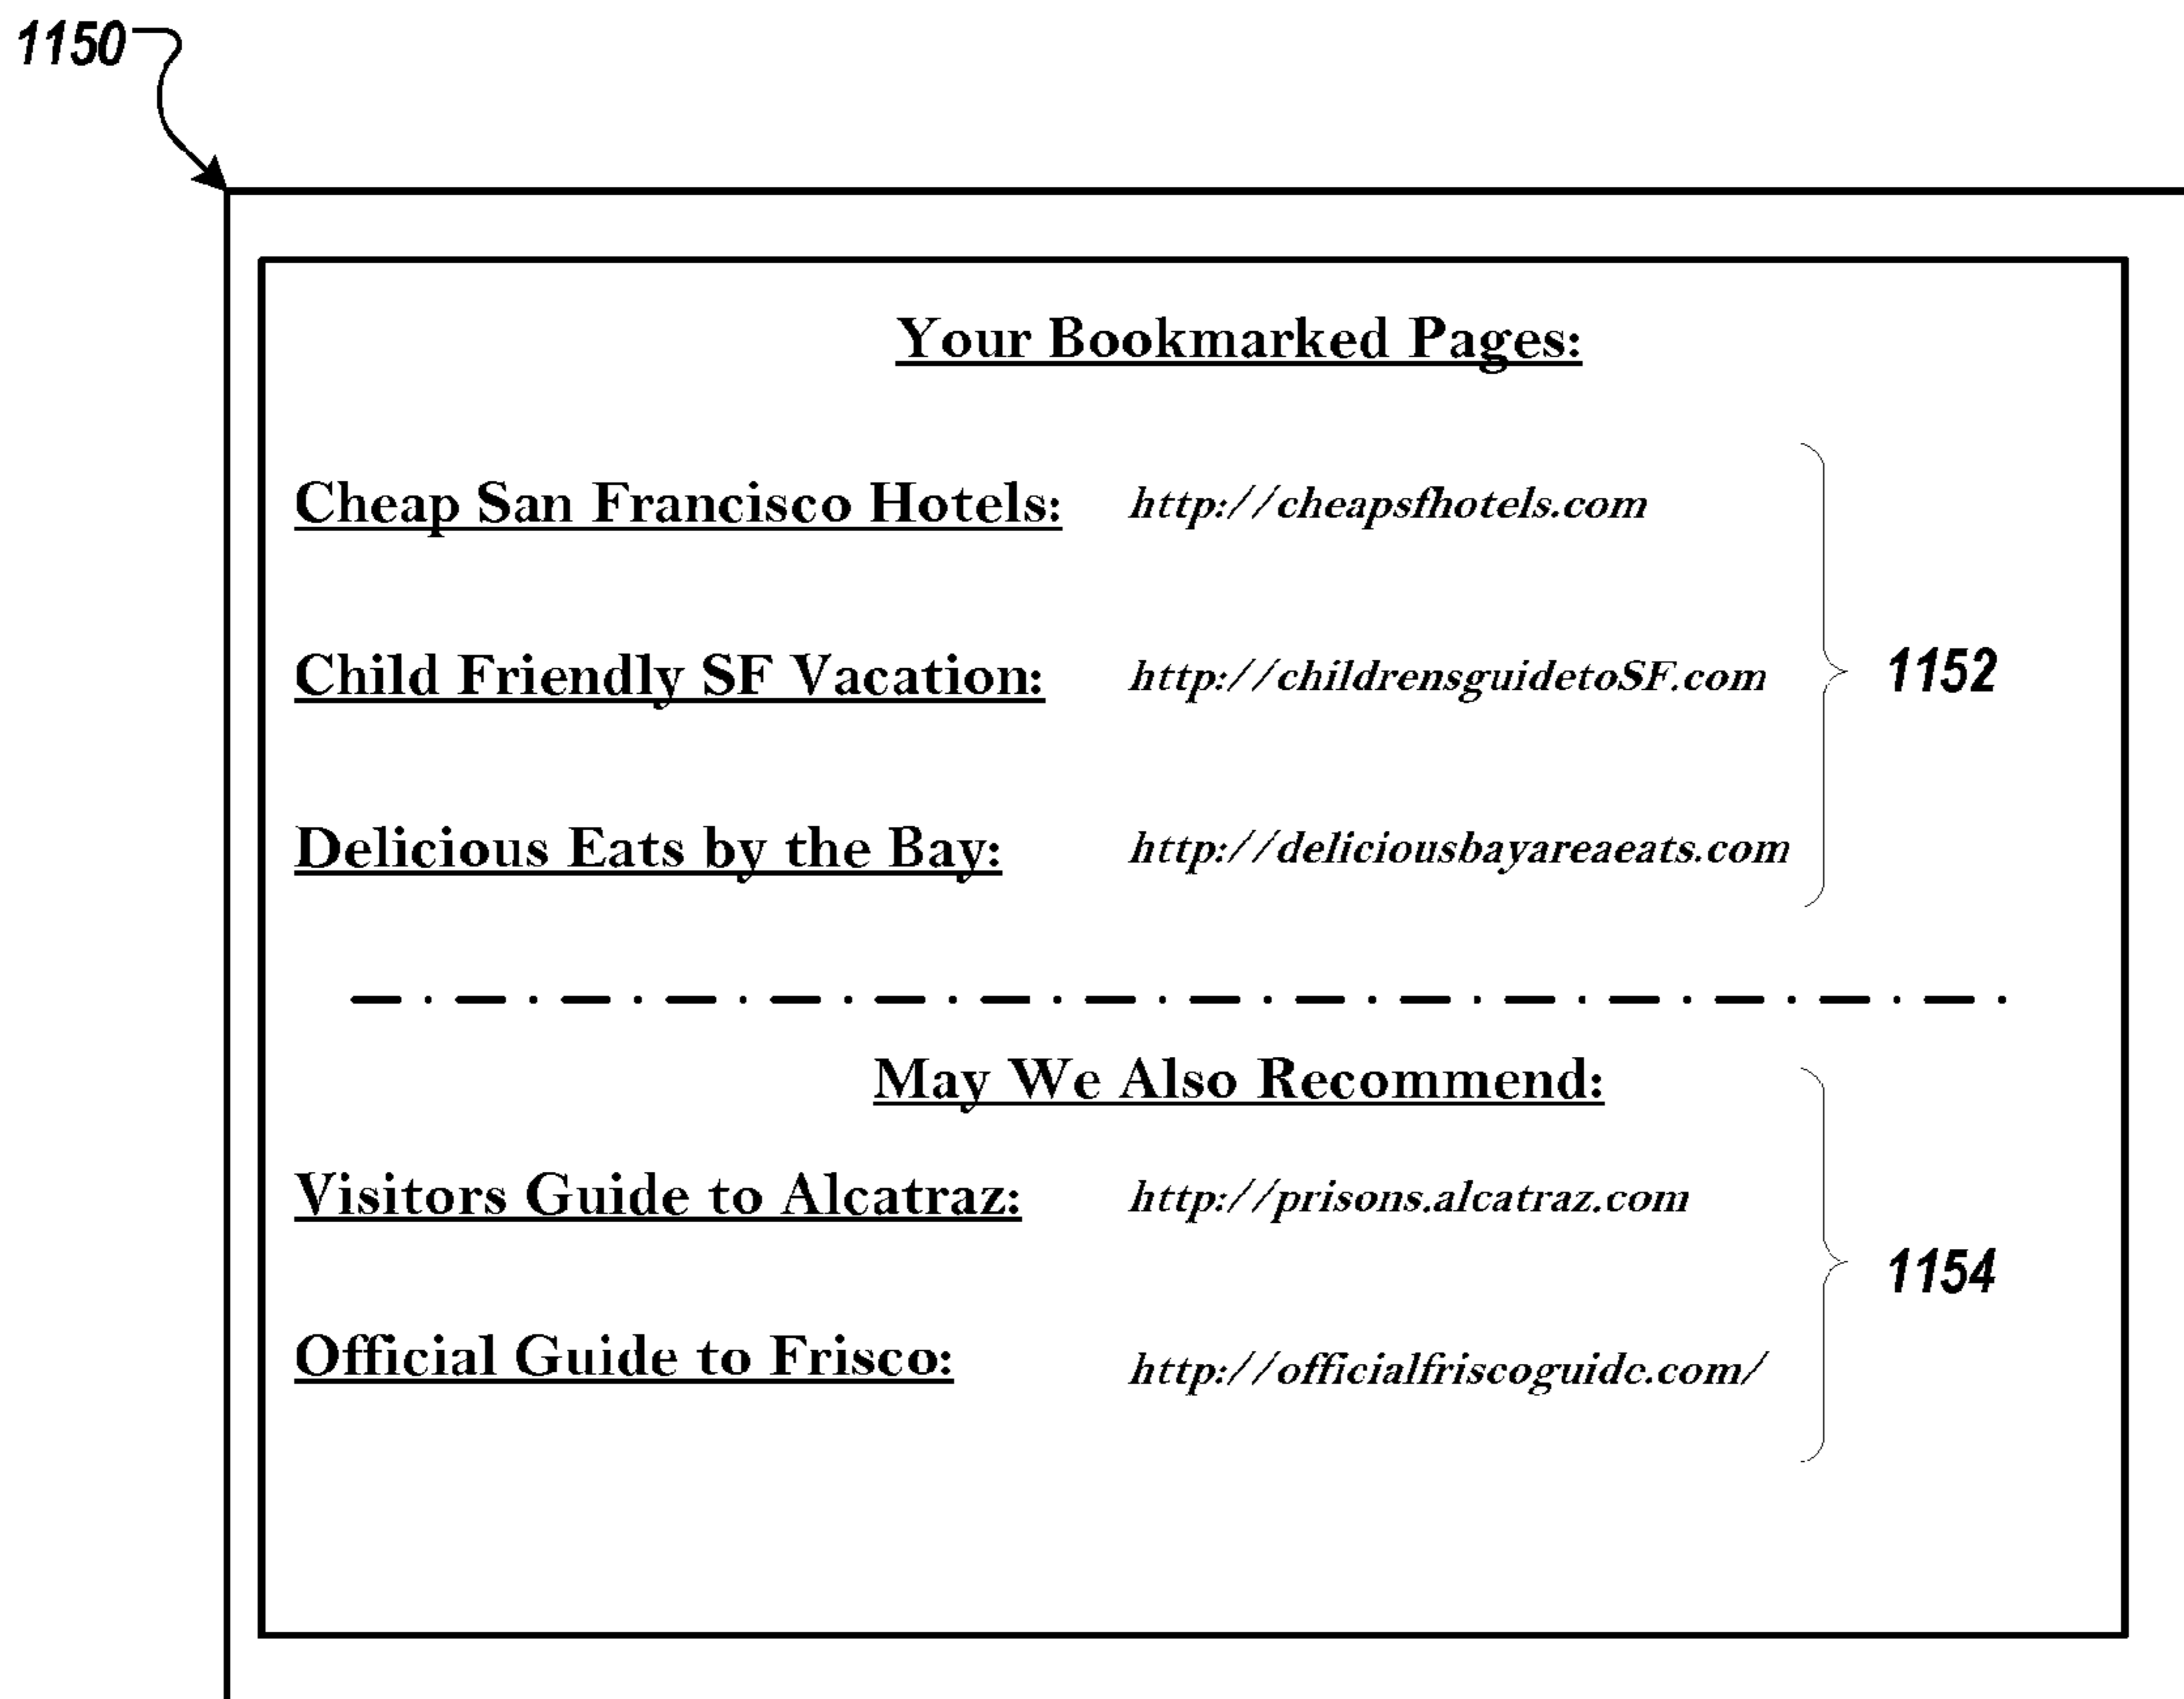 1150
Your Bookmarked Pages:
Cheap San Francisco Hotels: http://cheapsfhotels.com
Child Friendly SF Vacation: http://childrensguidetoSF.com
1152
Delicious Eats by the Bay: http://deliciousbayareaeats.com
May We Also Recommend:
Visitors Guide to Alcatraz: http://prisons.alcatraz.com
1154
Official Guide to Frisco: http://officialfriscoguide.com/